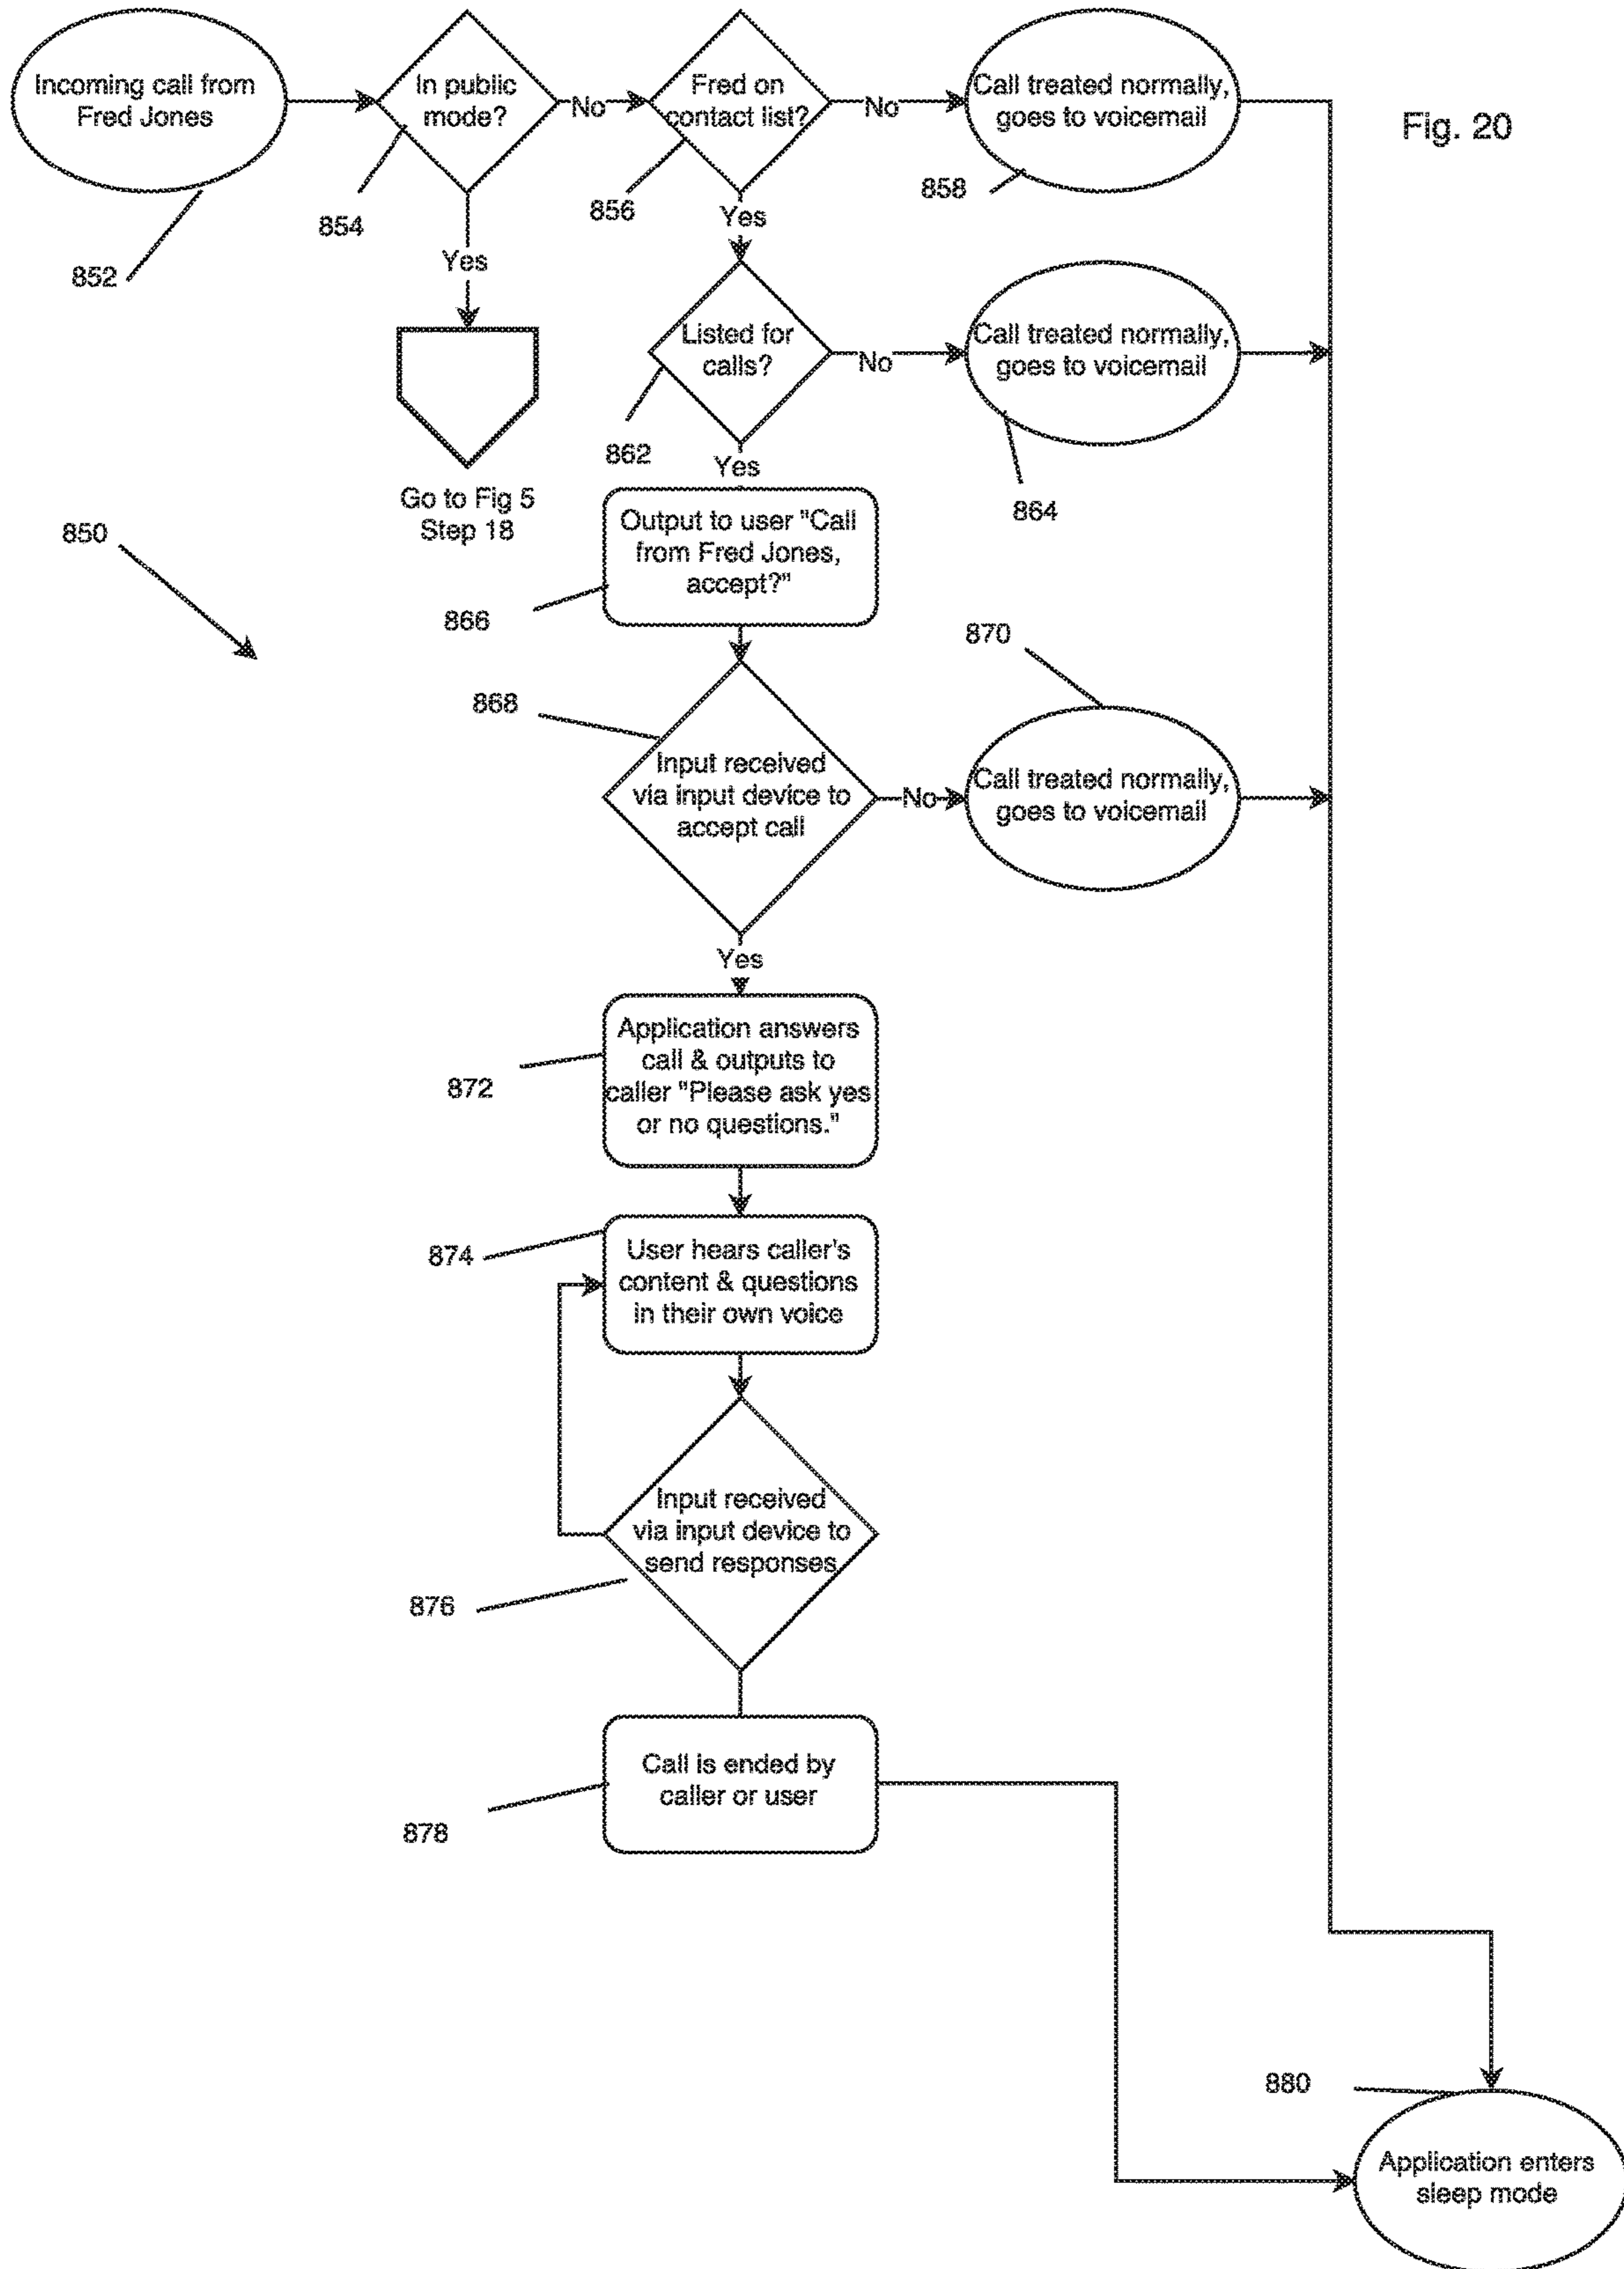 Incoming call from
Fred Jones
In public
mode?
No
Fred on
contact list?
No
Call treated normally,
goes to voicemail
Fig. 20
852
854
856
858
Yes
Yes
Listed for
calls?
No
Call treated normally,
goes to voicemail
862
864
Go to Fig 5
Step 18
Yes
850
Output to user "Call
from Fred Jones,
accept?"
866
868
870
Input received
via input device to
accept call
No
Call treated normally,
goes to voicemail
Yes
872
Application answers
call & outputs to
caller "Please ask yes
or no questions."
874
User hears caller's
content & questions
in their own voice
Input received
via input device to
send responses
876
Call is ended by
caller or user
878
880
Application enters
sleep mode